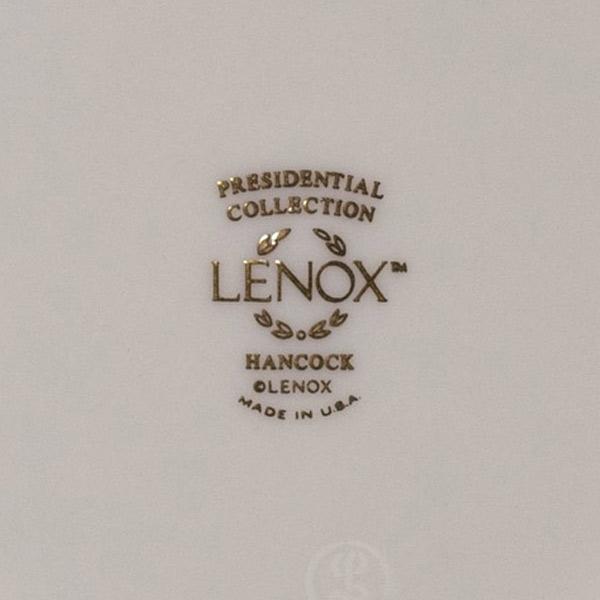 PRESIDENTIAL
COLLECTION
LENOX™
HANCOCK
©LENOX
MADE IN U.S.A.